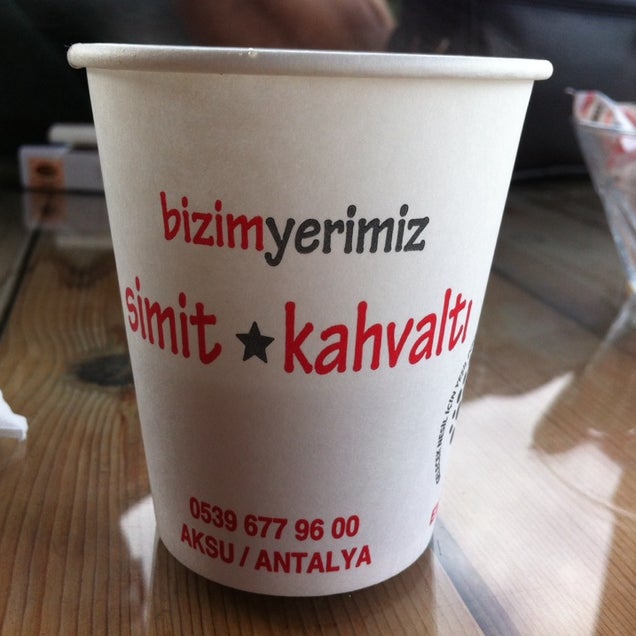 bizimyerimiz
simit ★ kahvaltı
0539 677 96 00
AKSU / ANTALYA